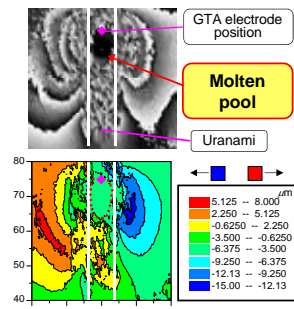 GTA electrode
position
Molten
pool
Uranami
80
70
60
50
40
μm
5.125 -- 8.000
2.250 -- 5.125
-0.6250 -- 2.250
-3.500 -- -0.6250
-6.375 -- -3.500
-9.250 -- -6.375
-12.13 -- -9.250
-15.00 -- -12.13